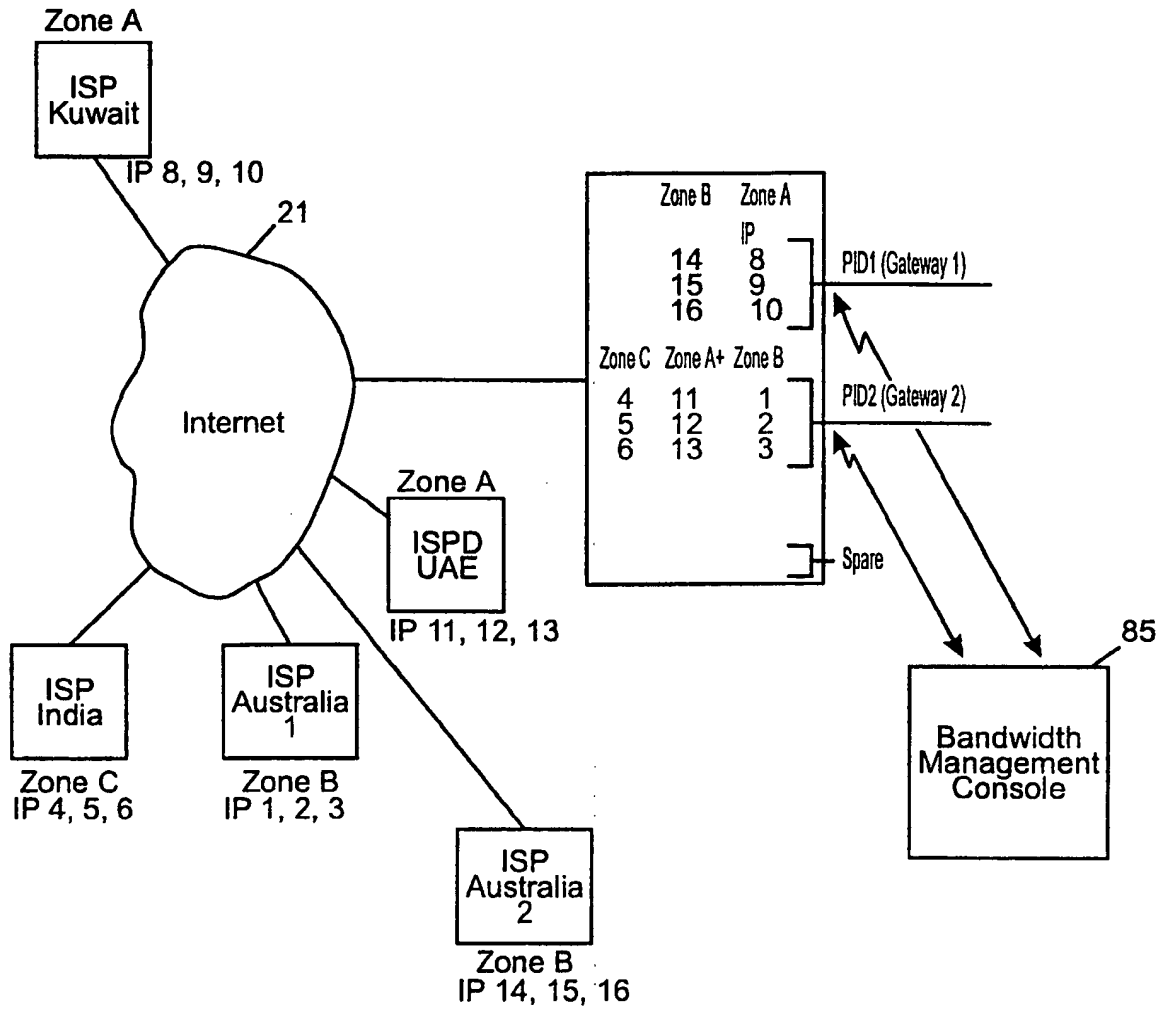 Zone A
ISP
Kuwait
IP 8, 9, 10
21
Internet
Zone B Zone A
IP
14 8
15 9
16 10
PID1 (Gateway 1)
Zone C Zone A+ Zone B
4 11 1
5 12 2
6 13 3
PID2 (Gateway 2)
Spare
Zone A
ISPD
UAE
IP 11, 12, 13
ISP
India
Zone C
IP 4, 5, 6
ISP
Australia
1
Zone B
IP 1, 2, 3
ISP
Australia
2
Zone B
IP 14, 15, 16
85
Bandwidth
Management
Console